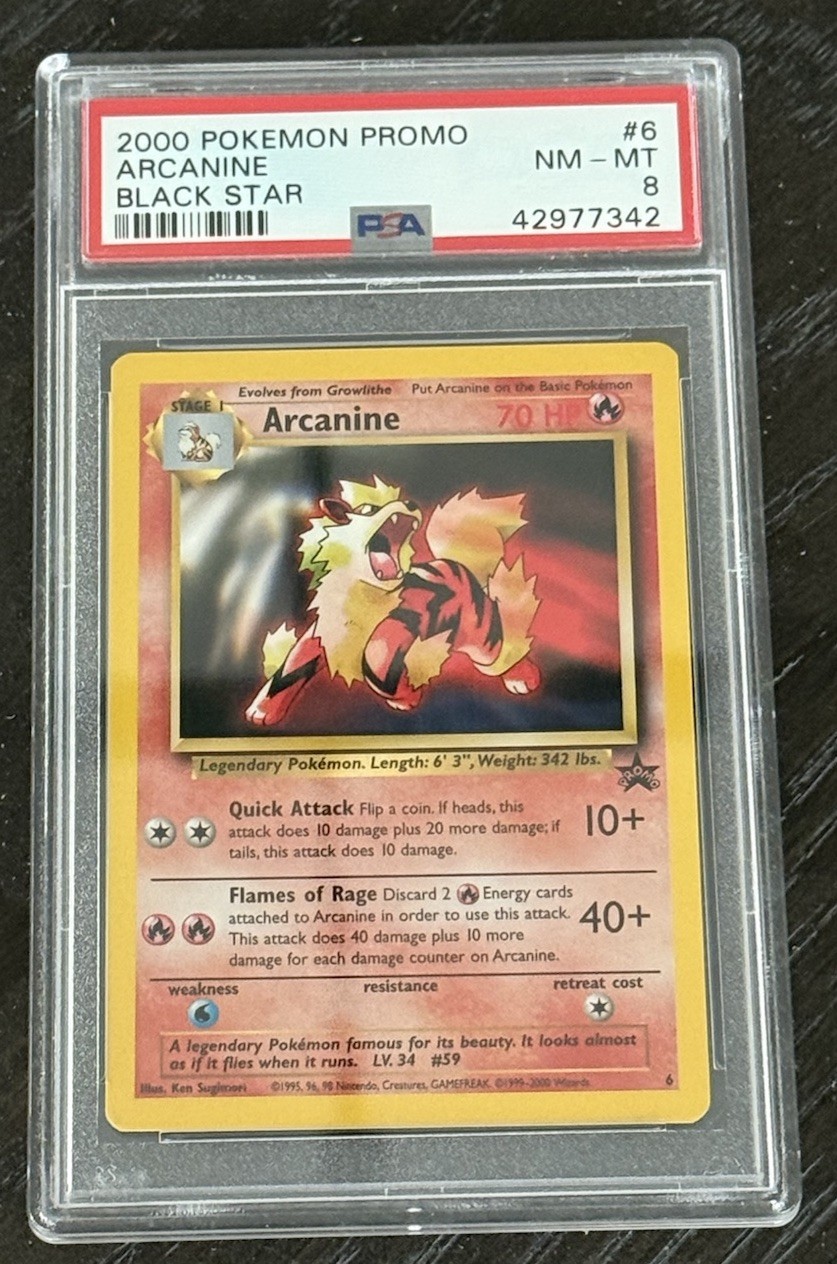 2000 POKEMON PROMO #6
ARCANINE NM - MT
BLACK STAR 8
PSA 42977342
Evolves from Growlithe Put Arcanine on the Basic Pokémon
STAGE 1
Arcanine 70 HP
Legendary Pokémon. Length: 6' 3", Weight: 342 lbs.
PROMO
Quick Attack Flip a coin. If heads, this
attack does 10 damage plus 20 more damage; if 10+
tails, this attack does 10 damage.
Flames of Rage Discard 2 Energy cards
attached to Arcanine in order to use this attack. 40+
This attack does 40 damage plus 10 more
damage for each damage counter on Arcanine.
weakness resistance retreat cost
A legendary Pokémon famous for its beauty. It looks almost
as if it flies when it runs. LV. 34 #59
Illus. Ken Sugimori ©1995, 96, 98 Nintendo, Creatures, GAMEFREAK. ©1999-2000 Wizards. 6